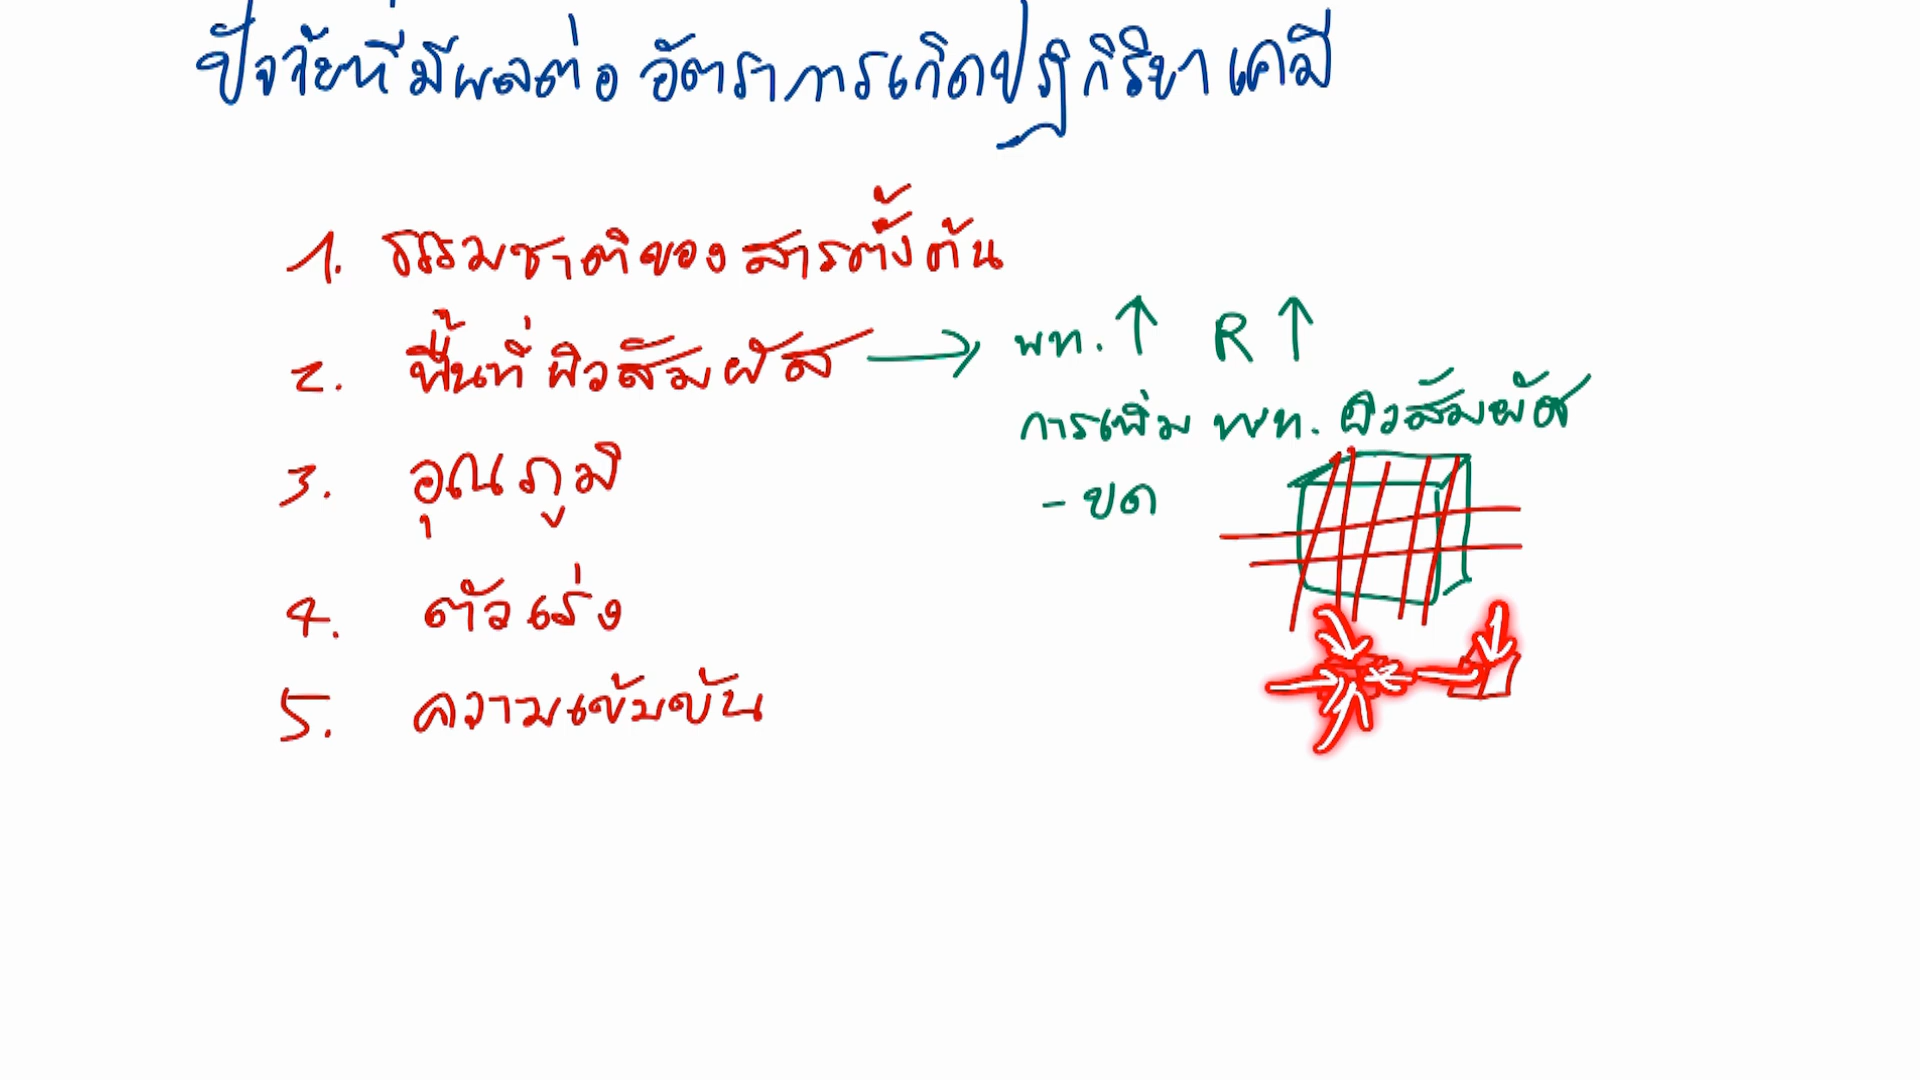 ปัจจัยที่มีผลต่อ อัตราการเกิดปฏิกิริยาเคมี
1. ธรรมชาติของสารตั้งต้น
2. พื้นที่ผิวสัมผัส → พท. ↑ R ↑
การเพิ่ม พท. ผิวสัมผัส
- บด
3. อุณภูมิ
4. ตัวเร่ง
5. ความเข้มข้น